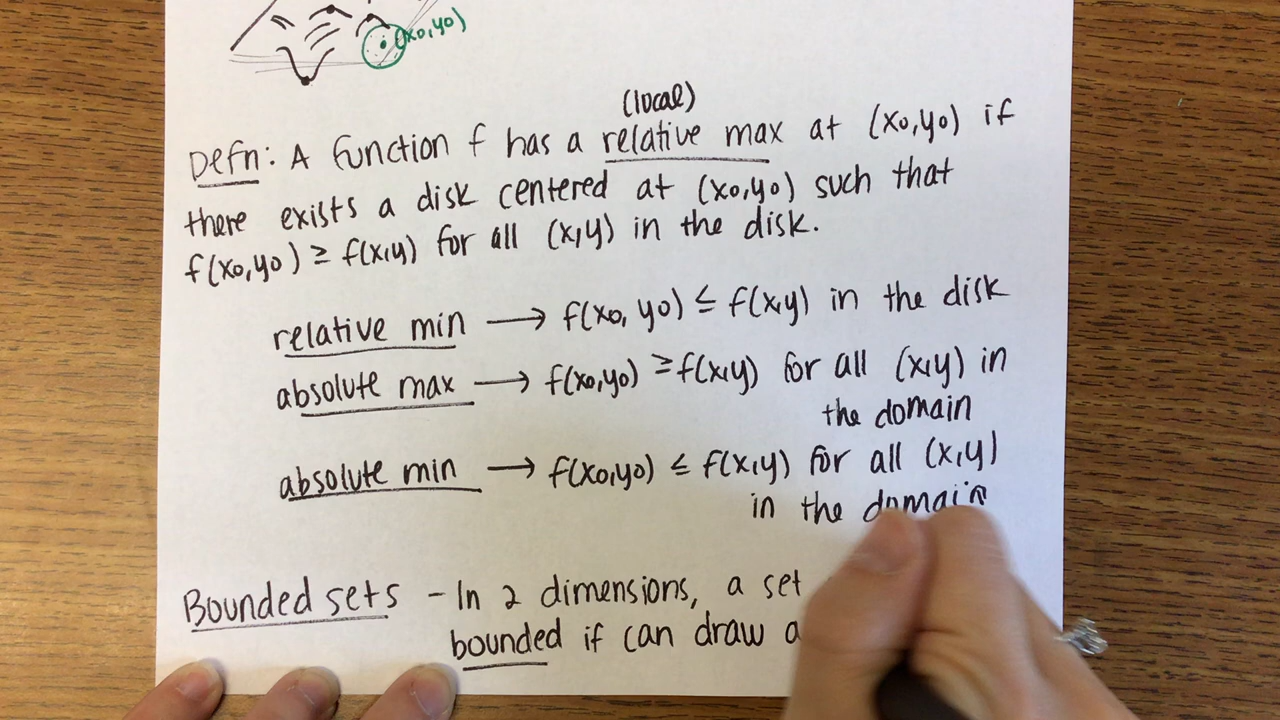 (x0,y0)
(local)
Defn: A function f has a relative max at (x0,y0) if
there exists a disk centered at (x0,y0) such that
f(x0,y0) ≥ f(x,y) for all (x,y) in the disk.
relative min → f(x0,y0) ≤ f(x,y) in the disk
absolute max → f(x0,y0) ≥ f(x,y) for all (x,y) in
the domain
absolute min → f(x0,y0) ≤ f(x,y) for all (x,y)
in the domain
Bounded sets - In 2 dimensions, a set
bounded if can draw a